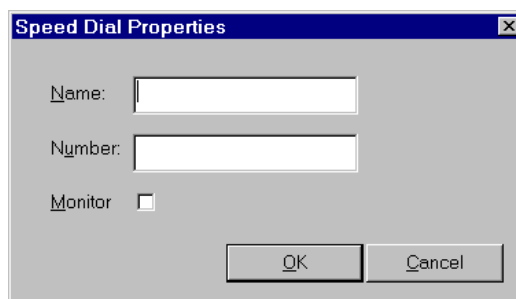 Speed Dial Properties
Name:
Number:
Monitor
OK Cancel